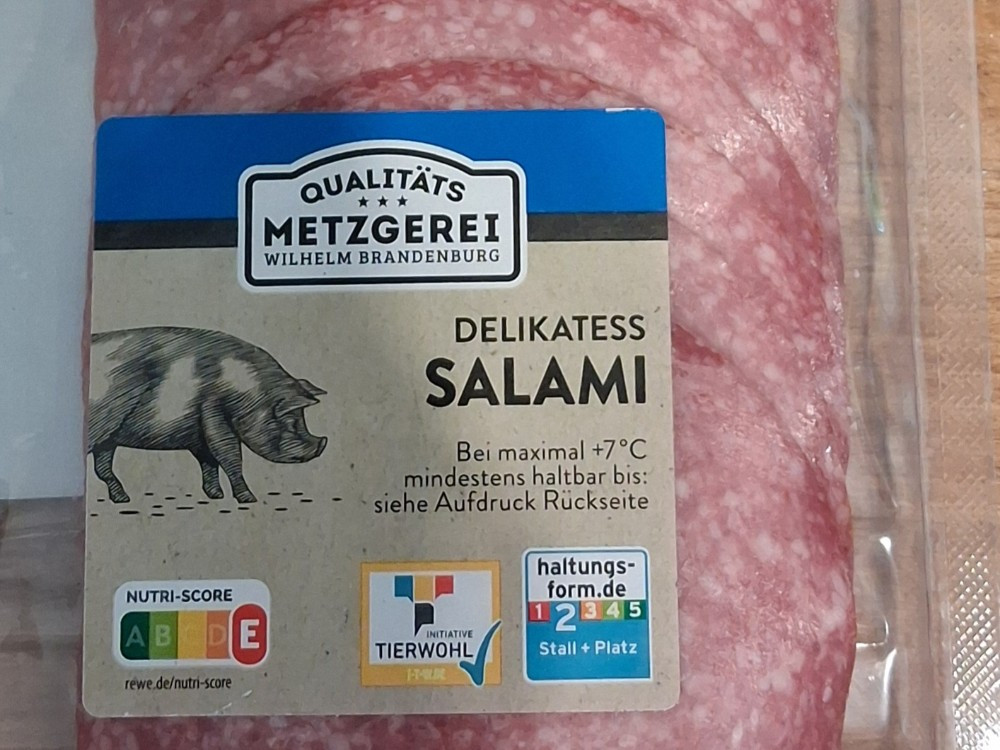 QUALITÄTS
METZGEREI
WILHELM BRANDENBURG
DELIKATESS
SALAMI
Bei maximal +7°C
mindestens haltbar bis:
siehe Aufdruck Rückseite
NUTRI-SCORE
A B C D E
rewe.de/nutri-score
INITIATIVE
TIERWOHL
I-T-W.DE
haltungs-
form.de
1 2 3 4 5
Stall + Platz